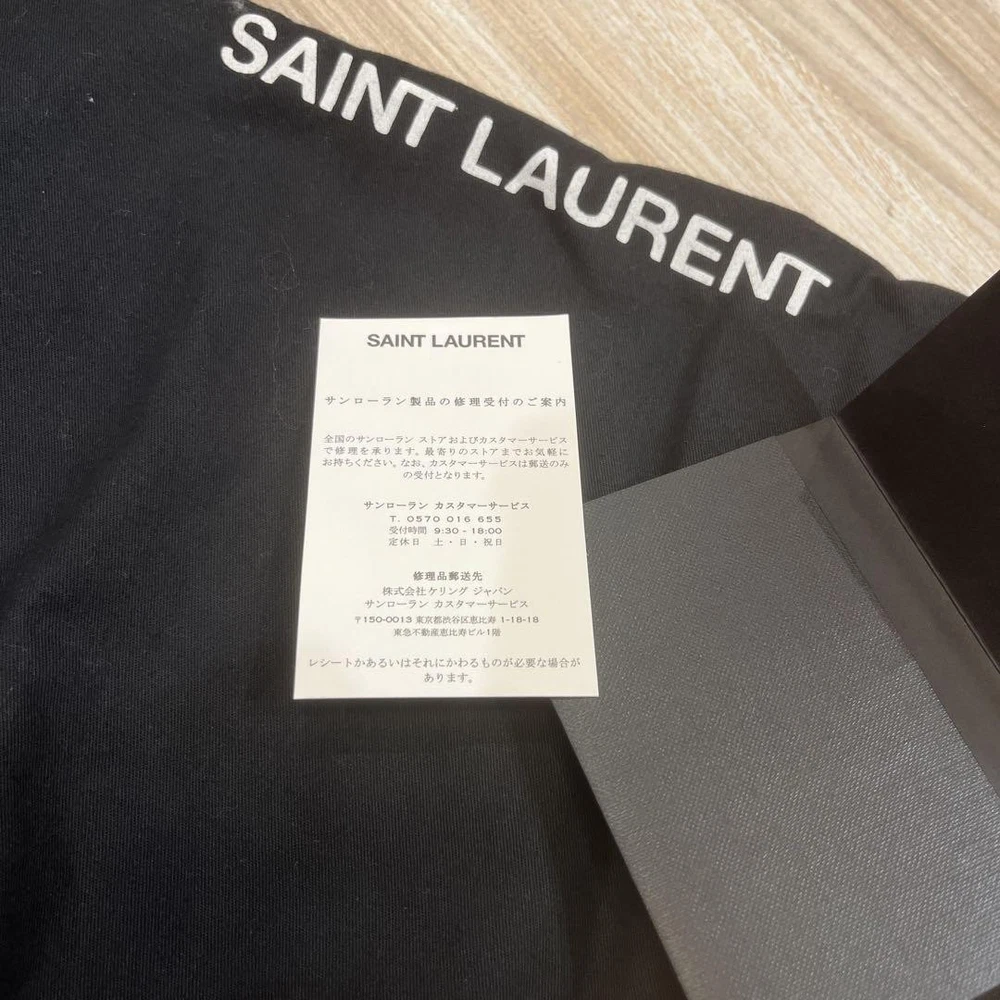 SAINT LAURENT
SAINT LAURENT
サンローラン製品の修理受付のご案内
全国のサンローラン ストアおよびカスタマーサービス
で修理を承ります。最寄りのストアまでお気軽に
お持ちください。なお、カスタマーサービスは郵送のみ
の受付となります。
サンローラン カスタマーサービス
T. 0570 016 655
受付時間 9:30 - 18:00
定休日 土・日・祝日
修理品郵送先
株式会社ケリング ジャパン
サンローラン カスタマーサービス
〒150-0013 東京都渋谷区恵比寿 1-18-18
東急不動産恵比寿ビル1階
レシートかあるいはそれにかわるものが必要な場合が
あります。